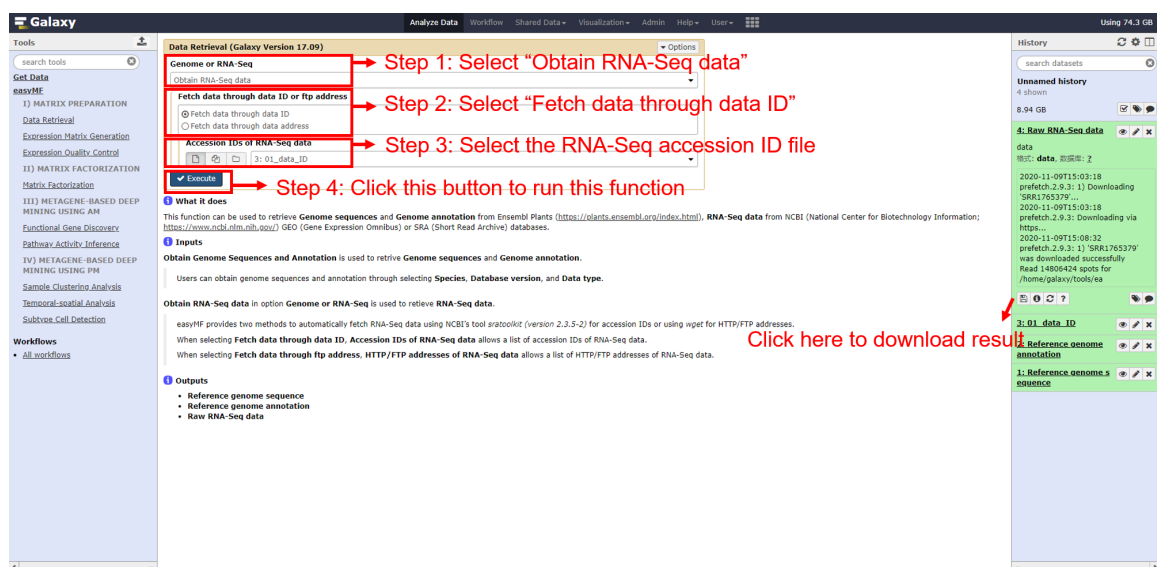 Galaxy
Analyze Data Workflow Shared Data Visualization Admin Help User
Using 74.3 GB
Tools
search tools
Get Data
easyMF
I) MATRIX PREPARATION
Data Retrieval
Expression Matrix Generation
Expression Quality Control
II) MATRIX FACTORIZATION
Matrix Factorization
III) METAGENE-BASED DEEP
MINING USING AM
Functional Gene Discovery
Pathway Activity Inference
IV) METAGENE-BASED DEEP
MINING USING PM
Sample Clustering Analysis
Temporal-spatial Analysis
Subtype Cell Detection
Workflows
All workflows
Data Retrieval (Galaxy Version 17.09)
Options
Genome or RNA-Seq
Obtain RNA-Seq data
Step 1: Select “Obtain RNA-Seq data”
Fetch data through data ID or ftp address
Fetch data through data ID
Fetch data through data address
Step 2: Select “Fetch data through data ID”
Accession IDs of RNA-Seq data
3: 01_data_ID
Step 3: Select the RNA-Seq accession ID file
Execute
Step 4: Click this button to run this function
What it does
This function can be used to retrieve Genome sequences and Genome annotation from Ensembl Plants (https://plants.ensembl.org/index.html), RNA-Seq data from NCBI (National Center for Biotechnology Information;
https://www.ncbi.nlm.nih.gov/) GEO (Gene Expression Omnibus) or SRA (Short Read Archive) databases.
Inputs
Obtain Genome Sequences and Annotation is used to retrive Genome sequences and Genome annotation.
Users can obtain genome sequences and annotation through selecting Species, Database version, and Data type.
Obtain RNA-Seq data in option Genome or RNA-Seq is used to retieve RNA-Seq data.
easyMF provides two methods to automatically fetch RNA-Seq data using NCBI's tool sratoolkit (version 2.3.5-2) for accession IDs or using wget for HTTP/FTP addresses.
When selecting Fetch data through data ID, Accession IDs of RNA-Seq data allows a list of accession IDs of RNA-Seq data.
When selecting Fetch data through ftp address, HTTP/FTP addresses of RNA-Seq data allows a list of HTTP/FTP addresses of RNA-Seq data.
Outputs
Reference genome sequence
Reference genome annotation
Raw RNA-Seq data
History
search datasets
Unnamed history
4 shown
8.94 GB
4: Raw RNA-Seq data
data
格式: data, 数据库: ?
2020-11-09T15:03:18
prefetch.2.9.3: 1) Downloading
'SRR1765379'...
2020-11-09T15:03:18
prefetch.2.9.3: Downloading via
https...
2020-11-09T15:08:32
prefetch.2.9.3: 1) 'SRR1765379'
was downloaded successfully
Read 14806424 spots for
/home/galaxy/tools/ea
3: 01_data_ID
Click here to download result
2: Reference genome
annotation
1: Reference genome s
equence